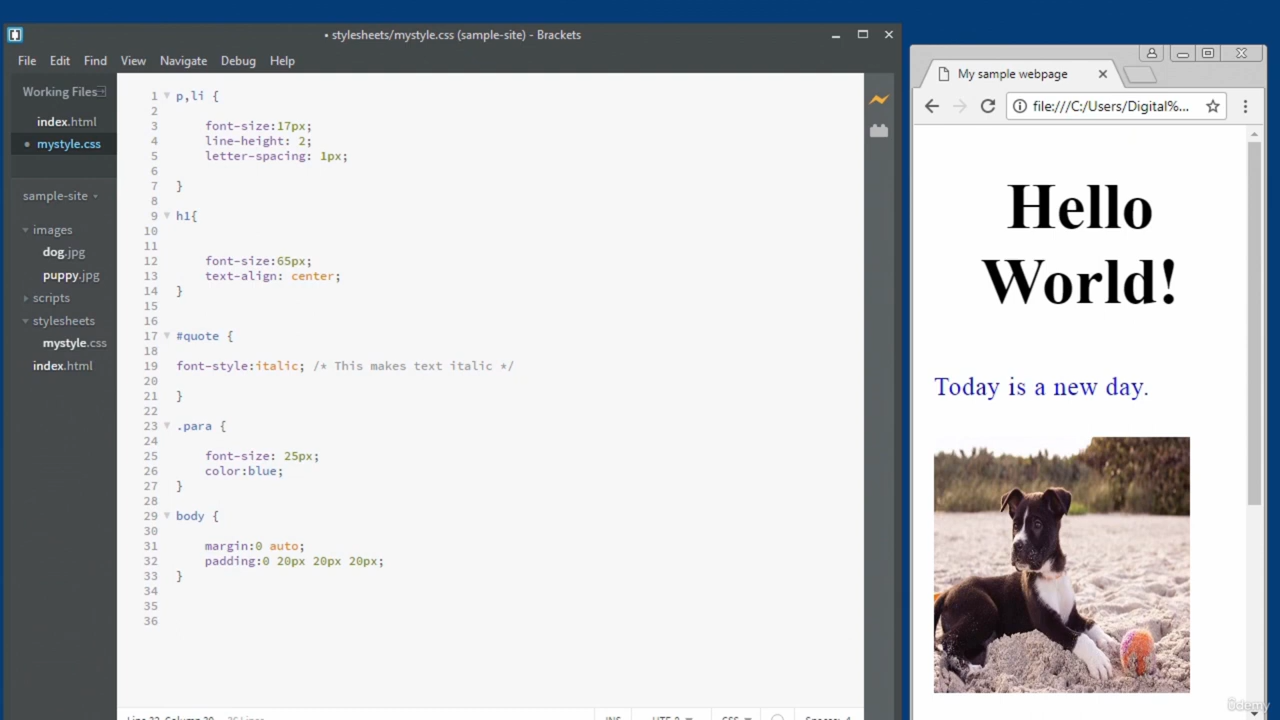 • stylesheets/mystyle.css (sample-site) - Brackets
File Edit Find View Navigate Debug Help
Working Files
index.html
• mystyle.css
sample-site
images
dog.jpg
puppy.jpg
scripts
stylesheets
mystyle.css
index.html
1 p,li {
2
3 font-size:17px;
4 line-height: 2;
5 letter-spacing: 1px;
6
7 }
8
9 h1{
10
11
12 font-size:65px;
13 text-align: center;
14 }
15
16
17 #quote {
18
19 font-style:italic; /* This makes text italic */
20
21 }
22
23 .para {
24
25 font-size: 25px;
26 color:blue;
27 }
28
29 body {
30
31 margin:0 auto;
32 padding:0 20px 20px 20px;
33 }
34
35
36
My sample webpage
file:///C:/Users/Digital%...
Hello
World!
Today is a new day.
Udemy